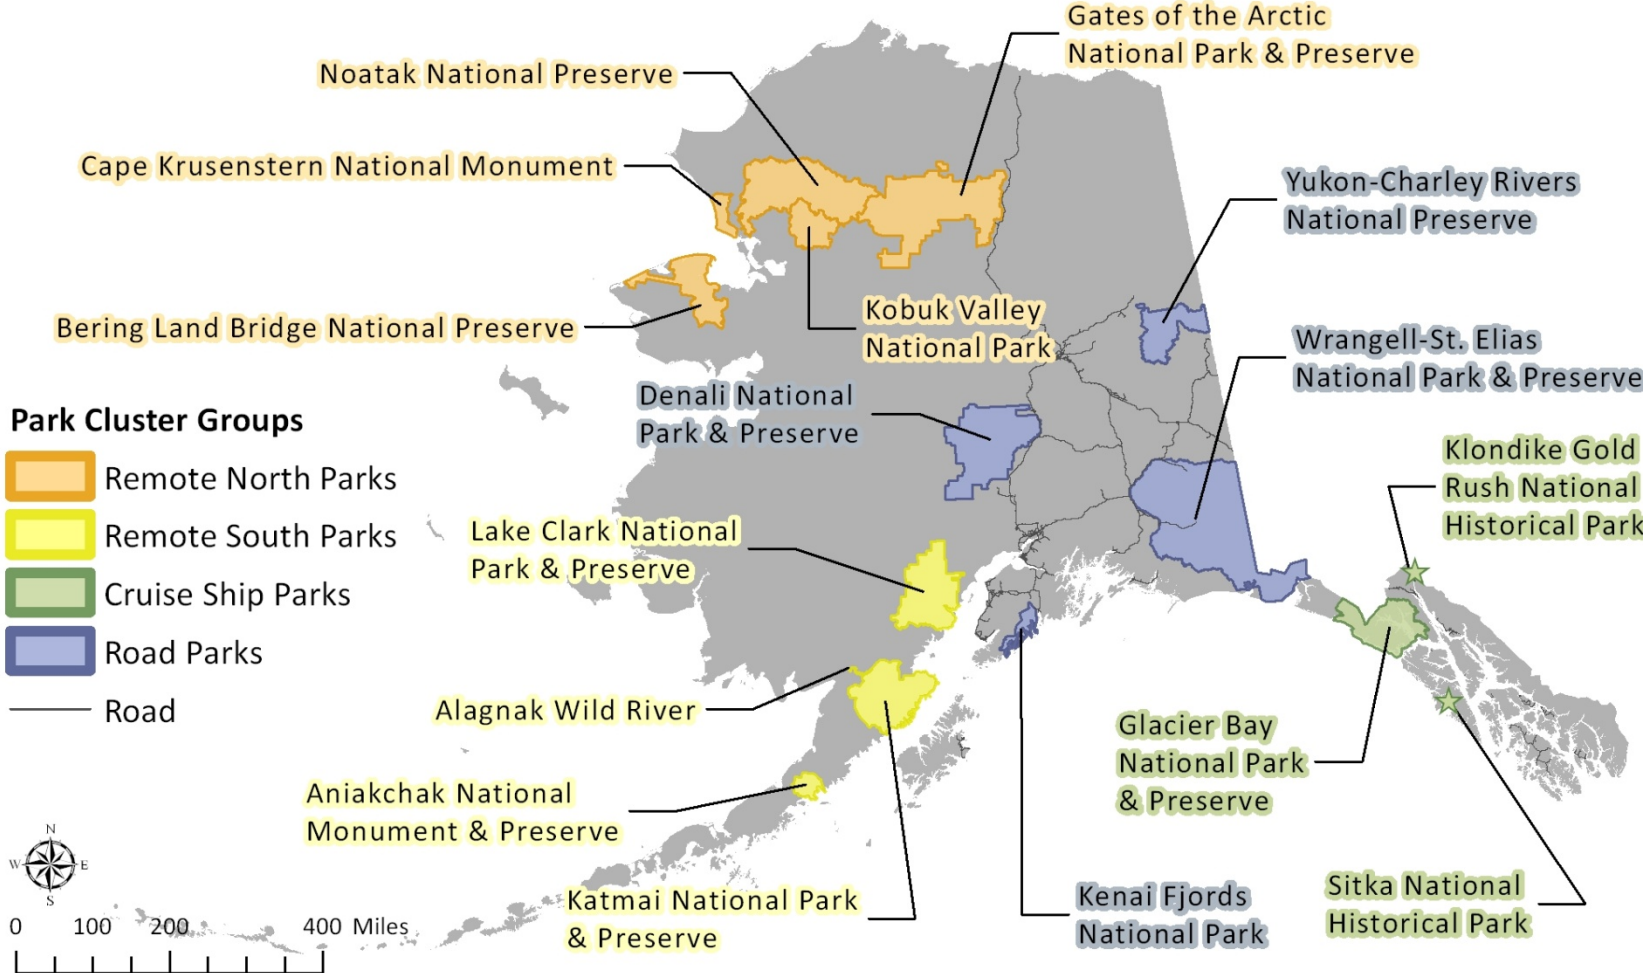 Gates of the Arctic
National Park & Preserve
Noatak National Preserve
Cape Krusenstern National Monument
Yukon-Charley Rivers
National Preserve
Bering Land Bridge National Preserve
Kobuk Valley
National Park
Wrangell-St. Elias
National Park & Preserve
Denali National
Park & Preserve
Park Cluster Groups
Remote North Parks
Remote South Parks
Cruise Ship Parks
Road Parks
Road
Klondike Gold
Rush National
Historical Park
Lake Clark National
Park & Preserve
Alagnak Wild River
Glacier Bay
National Park
& Preserve
Aniakchak National
Monument & Preserve
Katmai National Park
& Preserve
Kenai Fjords
National Park
Sitka National
Historical Park
N
W E
S
0 100 200 400 Miles